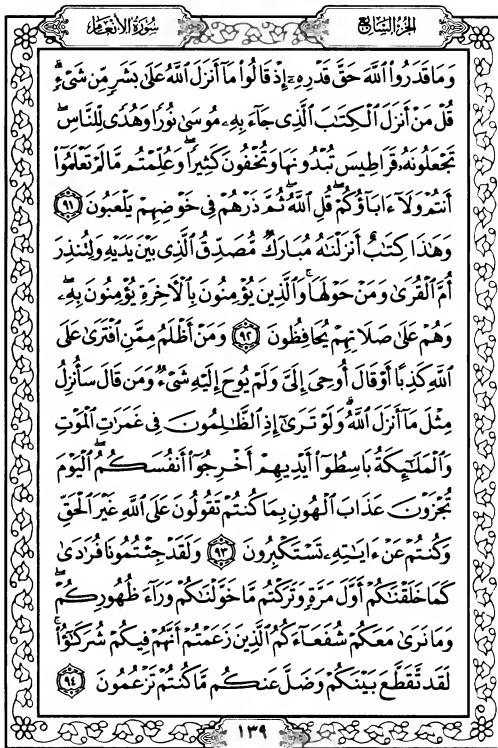 سورة الأنعام
الجزء السابع
وَمَا قَدَرُوا۟ ٱللَّهَ حَقَّ قَدْرِهِۦٓ إِذْ قَالُوا۟ مَآ أَنزَلَ ٱللَّهُ عَلَىٰ بَشَرٍ مِّن شَىْءٍ ۗ
قُلْ مَنْ أَنزَلَ ٱلْكِتَٰبَ ٱلَّذِى جَآءَ بِهِۦ مُوسَىٰ نُورًا وَهُدًى لِّلنَّاسِ ۖ
تَجْعَلُونَهُۥ قَرَاطِيسَ تُبْدُونَهَا وَتُخْفُونَ كَثِيرًا ۖ وَعُلِّمْتُم مَّا لَمْ تَعْلَمُوٓا۟
أَنتُمْ وَلَآ ءَابَآؤُكُمْ ۖ قُلِ ٱللَّهُ ۖ ثُمَّ ذَرْهُمْ فِى خَوْضِهِمْ يَلْعَبُونَ ٩١
وَهَٰذَا كِتَٰبٌ أَنزَلْنَٰهُ مُبَارَكٌ مُّصَدِّقُ ٱلَّذِى بَيْنَ يَدَيْهِ وَلِتُنذِرَ
أُمَّ ٱلْقُرَىٰ وَمَنْ حَوْلَهَا ۚ وَٱلَّذِينَ يُؤْمِنُونَ بِٱلْءَاخِرَةِ يُؤْمِنُونَ بِهِۦ ۖ
وَهُمْ عَلَىٰ صَلَاتِهِمْ يُحَافِظُونَ ٩٢ وَمَنْ أَظْلَمُ مِمَّنِ ٱفْتَرَىٰ عَلَى
ٱللَّهِ كَذِبًا أَوْ قَالَ أُوحِىَ إِلَىَّ وَلَمْ يُوحَ إِلَيْهِ شَىْءٌ وَمَن قَالَ سَأُنزِلُ
مِثْلَ مَآ أَنزَلَ ٱللَّهُ ۗ وَلَوْ تَرَىٰٓ إِذِ ٱلظَّٰلِمُونَ فِى غَمَرَٰتِ ٱلْمَوْتِ
وَٱلْمَلَٰٓئِكَةُ بَاسِطُوٓا۟ أَيْدِيهِمْ أَخْرِجُوٓا۟ أَنفُسَكُمُ ۖ ٱلْيَوْمَ
تُجْزَوْنَ عَذَابَ ٱلْهُونِ بِمَا كُنتُمْ تَقُولُونَ عَلَى ٱللَّهِ غَيْرَ ٱلْحَقِّ
وَكُنتُمْ عَنْ ءَايَٰتِهِۦ تَسْتَكْبِرُونَ ٩٣ وَلَقَدْ جِئْتُمُونَا فُرَٰدَىٰ
كَمَا خَلَقْنَٰكُمْ أَوَّلَ مَرَّةٍ وَتَرَكْتُم مَّا خَوَّلْنَٰكُمْ وَرَآءَ ظُهُورِكُمْ ۖ
وَمَا نَرَىٰ مَعَكُمْ شُفَعَآءَكُمُ ٱلَّذِينَ زَعَمْتُمْ أَنَّهُمْ فِيكُمْ شُرَكَٰٓؤُا۟ ۚ
لَقَد تَّقَطَّعَ بَيْنَكُمْ وَضَلَّ عَنكُم مَّا كُنتُمْ تَزْعُمُونَ ٩٤
١٣٩